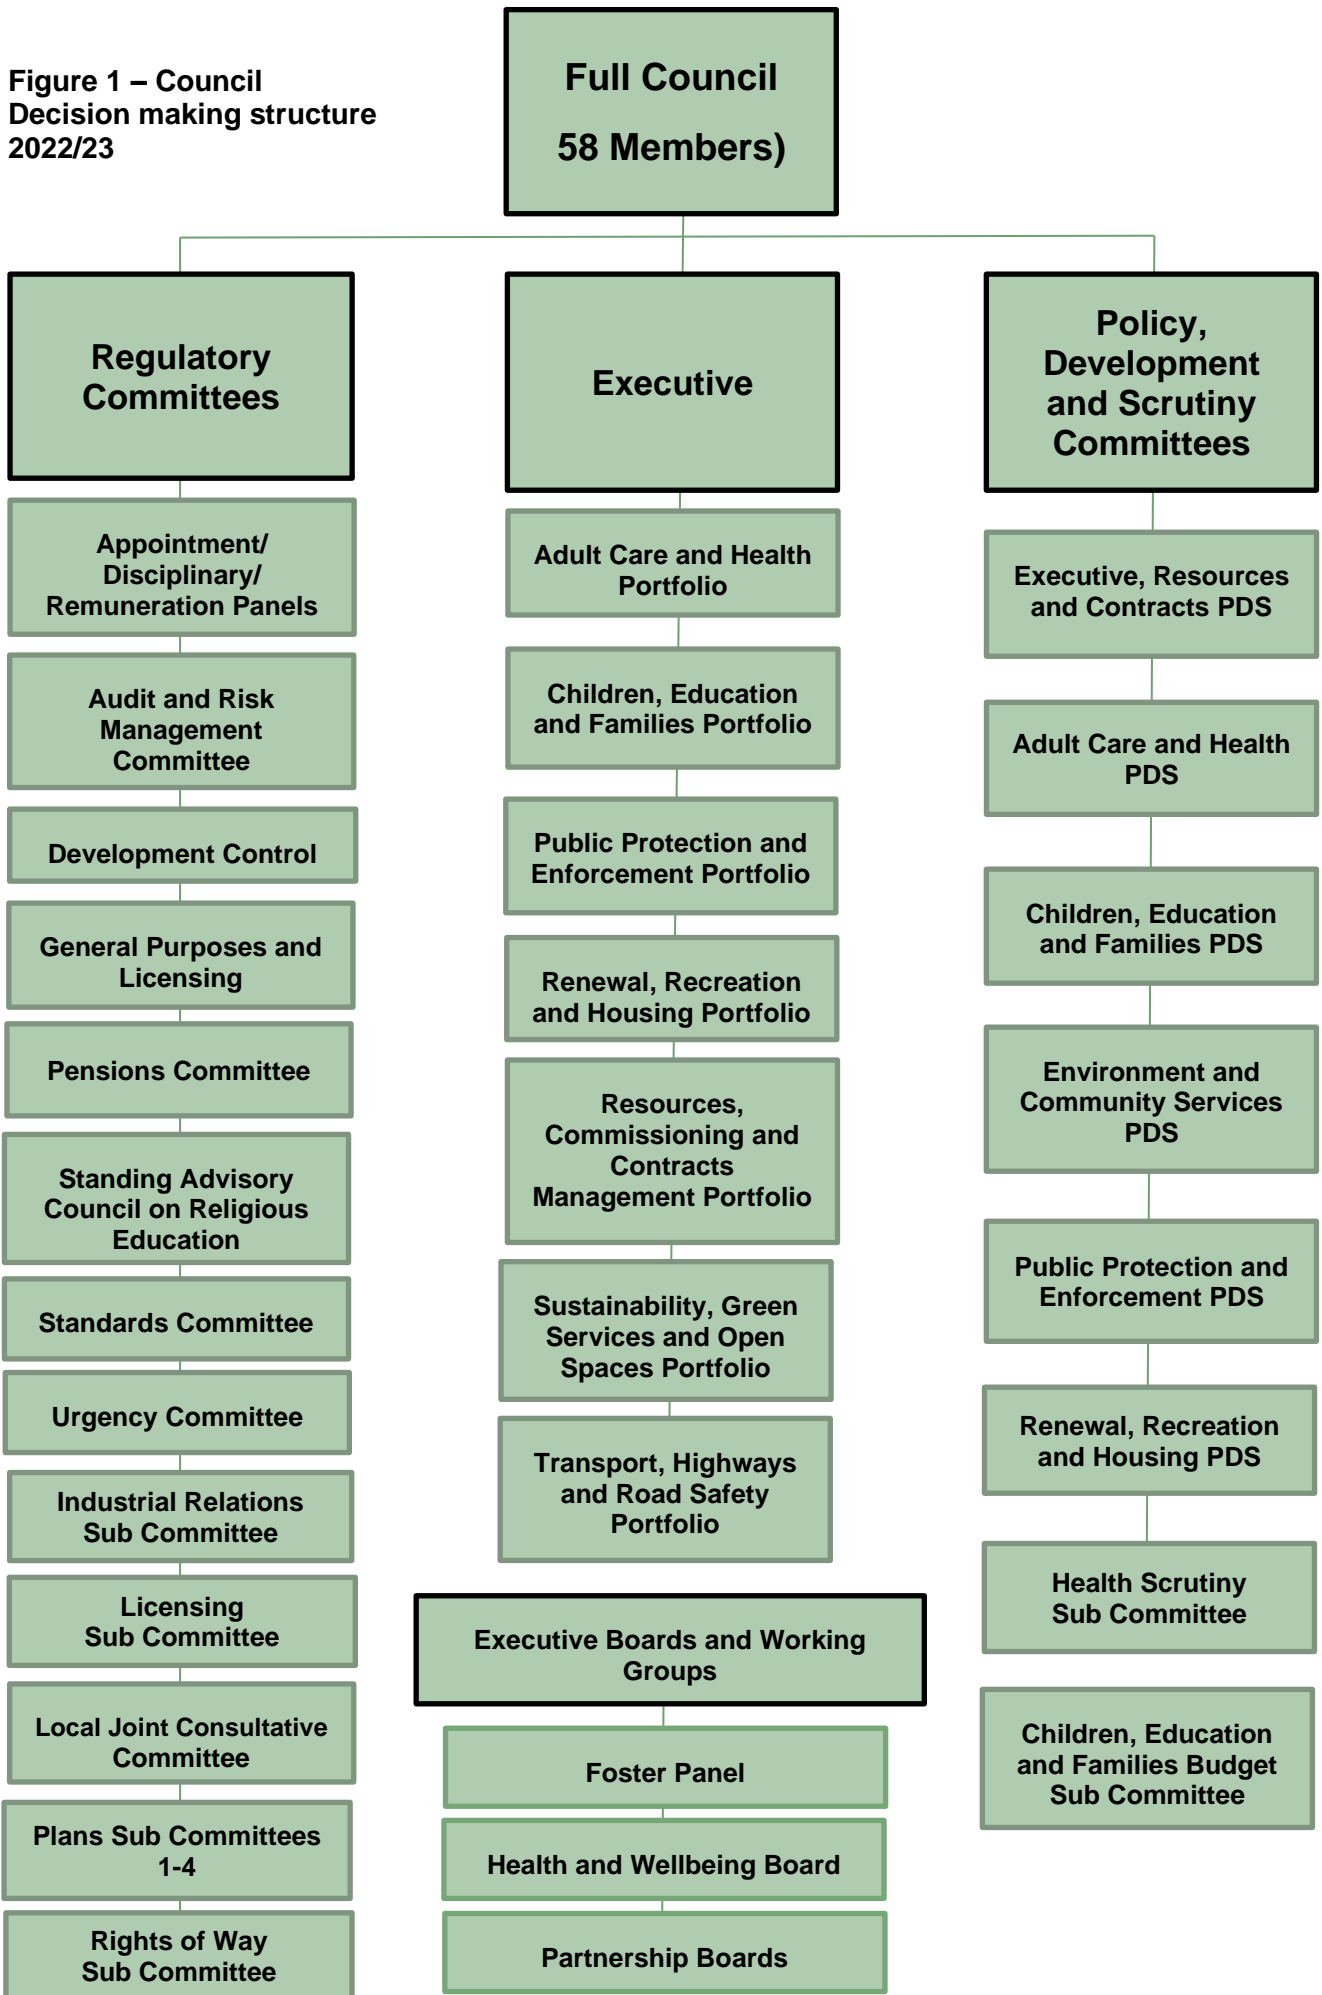 Figure 1 – Council
Decision making structure
2022/23
Full Council
58 Members)
Regulatory
Committees
Appointment/
Disciplinary/
Remuneration Panels
Audit and Risk
Management
Committee
Development Control
General Purposes and
Licensing
Pensions Committee
Standing Advisory
Council on Religious
Education
Standards Committee
Urgency Committee
Industrial Relations
Sub Committee
Licensing
Sub Committee
Local Joint Consultative
Committee
Plans Sub Committees
1-4
Rights of Way
Sub Committee
Executive
Adult Care and Health
Portfolio
Children, Education
and Families Portfolio
Public Protection and
Enforcement Portfolio
Renewal, Recreation
and Housing Portfolio
Resources,
Commissioning and
Contracts
Management Portfolio
Sustainability, Green
Services and Open
Spaces Portfolio
Transport, Highways
and Road Safety
Portfolio
Executive Boards and Working
Groups
Foster Panel
Health and Wellbeing Board
Partnership Boards
Policy,
Development
and Scrutiny
Committees
Executive, Resources
and Contracts PDS
Adult Care and Health
PDS
Children, Education
and Families PDS
Environment and
Community Services
PDS
Public Protection and
Enforcement PDS
Renewal, Recreation
and Housing PDS
Health Scrutiny
Sub Committee
Children, Education
and Families Budget
Sub Committee